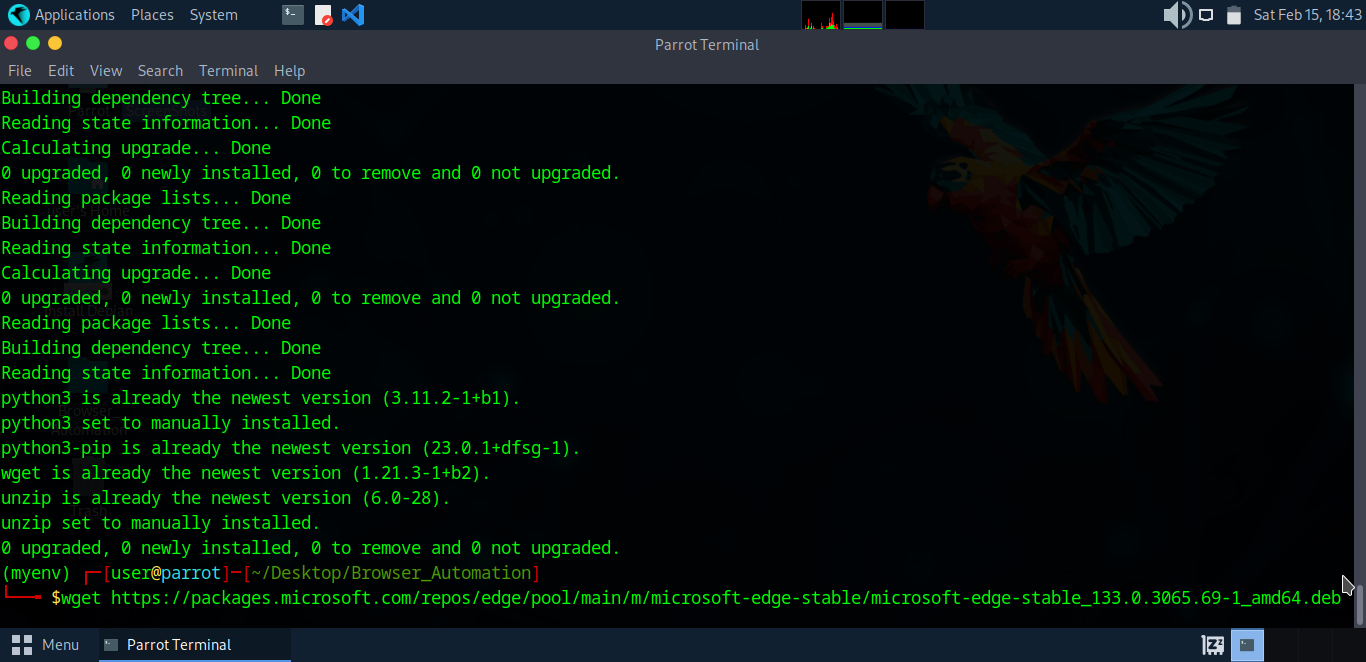 Applications Places System
Sat Feb 15, 18:43
Parrot Terminal
File Edit View Search Terminal Help
Building dependency tree... Done
Reading state information... Done
Calculating upgrade... Done
0 upgraded, 0 newly installed, 0 to remove and 0 not upgraded.
Reading package lists... Done
Building dependency tree... Done
Reading state information... Done
Calculating upgrade... Done
0 upgraded, 0 newly installed, 0 to remove and 0 not upgraded.
Reading package lists... Done
Building dependency tree... Done
Reading state information... Done
python3 is already the newest version (3.11.2-1+b1).
python3 set to manually installed.
python3-pip is already the newest version (23.0.1+dfsg-1).
wget is already the newest version (1.21.3-1+b2).
unzip is already the newest version (6.0-28).
unzip set to manually installed.
0 upgraded, 0 newly installed, 0 to remove and 0 not upgraded.
(myenv) ┌─[user@parrot]─[~/Desktop/Browser_Automation]
└──╼ $wget https://packages.microsoft.com/repos/edge/pool/main/m/microsoft-edge-stable/microsoft-edge-stable_133.0.3065.69-1_amd64.deb
Menu
Parrot Terminal